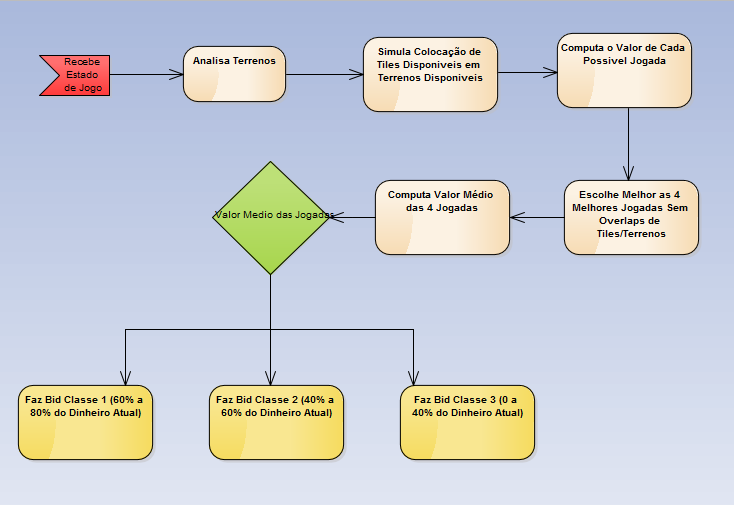 Recebe
Estado
de Jogo
Analisa Terrenos
Simula Colocação de
Tiles Disponiveis em
Terrenos Disponiveis
Computa o Valor de Cada
Possivel Jogada
Escolhe Melhor as 4
Melhores Jogadas Sem
Overlaps de
Tiles/Terrenos
Computa Valor Médio
das 4 Jogadas
Valor Medio das Jogadas
Faz Bid Classe 1 (60% a
80% do Dinheiro Atual)
Faz Bid Classe 2 (40% a
60% do Dinheiro Atual)
Faz Bid Classe 3 (0 a
40% do Dinheiro Atual)